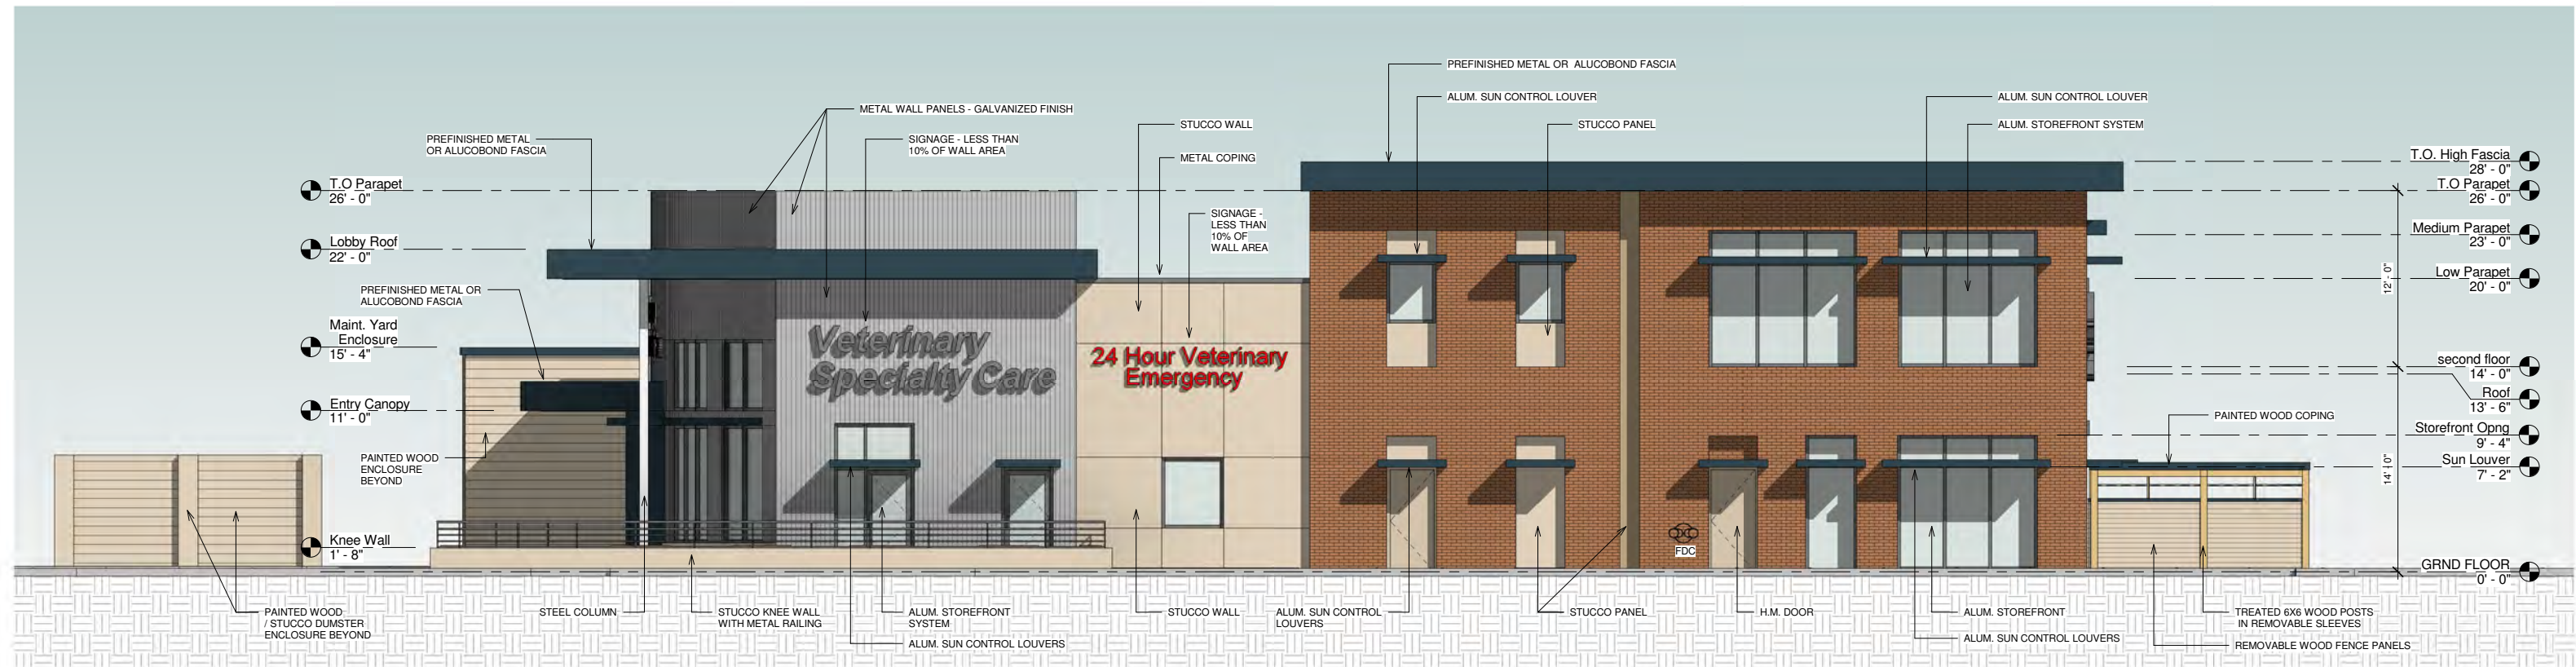 PREFINISHED METAL OR ALUCOBOND FASCIA
ALUM. SUN CONTROL LOUVER
ALUM. SUN CONTROL LOUVER
METAL WALL PANELS - GALVANIZED FINISH
STUCCO WALL
STUCCO PANEL
ALUM. STOREFRONT SYSTEM
PREFINISHED METAL
OR ALUCOBOND FASCIA
SIGNAGE - LESS THAN
10% OF WALL AREA
METAL COPING
T.O. High Fascia
28' - 0"
T.O Parapet
26' - 0"
T.O Parapet
26' - 0"
SIGNAGE -
LESS THAN
10% OF
WALL AREA
Medium Parapet
23' - 0"
Lobby Roof
22' - 0"
Low Parapet
20' - 0"
12' - 0"
PREFINISHED METAL OR
ALUCOBOND FASCIA
Maint. Yard
Enclosure
15' - 4"
Veterinary
Specialty Care
24 Hour Veterinary
Emergency
second floor
14' - 0"
Roof
13' - 6"
Entry Canopy
11' - 0"
PAINTED WOOD COPING
Storefront Opng
9' - 4"
PAINTED WOOD
ENCLOSURE
BEYOND
Sun Louver
7' - 2"
14' - 0"
Knee Wall
1' - 8"
FDC
GRND FLOOR
0' - 0"
PAINTED WOOD
/ STUCCO DUMSTER
ENCLOSURE BEYOND
STEEL COLUMN
STUCCO KNEE WALL
WITH METAL RAILING
ALUM. STOREFRONT
SYSTEM
ALUM. SUN CONTROL LOUVERS
STUCCO WALL
ALUM. SUN CONTROL
LOUVERS
STUCCO PANEL
H.M. DOOR
ALUM. STOREFRONT
ALUM. SUN CONTROL LOUVERS
TREATED 6X6 WOOD POSTS
IN REMOVABLE SLEEVES
REMOVABLE WOOD FENCE PANELS